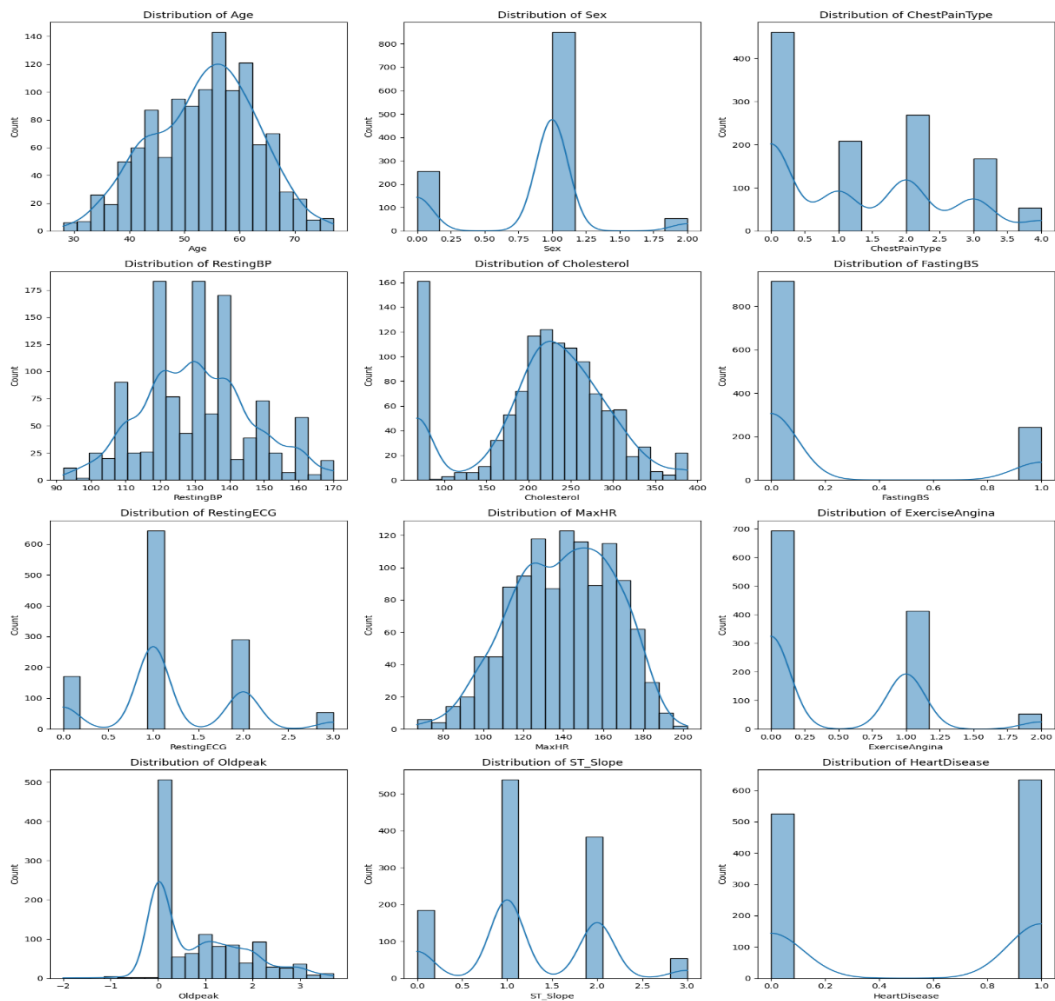 Distribution of Age
Distribution of Sex
Distribution of ChestPainType
Count
140
120
100
80
60
40
20
0
30 40 50 60 70
Age
Count
800
700
600
500
400
300
200
100
0
0.00 0.25 0.50 0.75 1.00 1.25 1.50 1.75 2.00
Sex
Count
400
300
200
100
0
0.0 0.5 1.0 1.5 2.0 2.5 3.0 3.5 4.0
ChestPainType
Distribution of RestingBP
Distribution of Cholesterol
Distribution of FastingBS
Count
175
150
125
100
75
50
25
0
90 100 110 120 130 140 150 160 170
RestingBP
Count
160
140
120
100
80
60
40
20
0
100 150 200 250 300 350 400
Cholesterol
Count
800
600
400
200
0
0.0 0.2 0.4 0.6 0.8 1.0
FastingBS
Distribution of RestingECG
Distribution of MaxHR
Distribution of ExerciseAngina
Count
600
500
400
300
200
100
0
0.0 0.5 1.0 1.5 2.0 2.5 3.0
RestingECG
Count
120
100
80
60
40
20
0
80 100 120 140 160 180 200
MaxHR
Count
700
600
500
400
300
200
100
0
0.00 0.25 0.50 0.75 1.00 1.25 1.50 1.75 2.00
ExerciseAngina
Distribution of Oldpeak
Distribution of ST_Slope
Distribution of HeartDisease
Count
500
400
300
200
100
0
−2 −1 0 1 2 3
Oldpeak
Count
500
400
300
200
100
0
0.0 0.5 1.0 1.5 2.0 2.5 3.0
ST_Slope
Count
600
500
400
300
200
100
0
0.0 0.2 0.4 0.6 0.8 1.0
HeartDisease